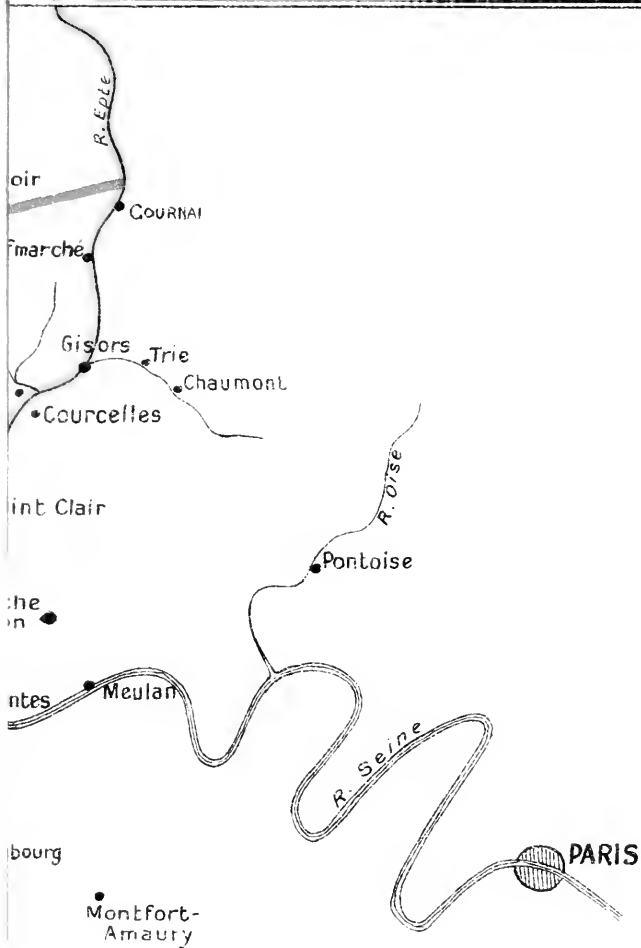 R. Epte
oir
COURNAI
fmarché
Gisors
Trie
Chaumont
Courcelles
R. Oise
int Clair
Pontoise
che
n
ntes
Meulan
R. Seine
bourg
PARIS
Montfort-
Amaury